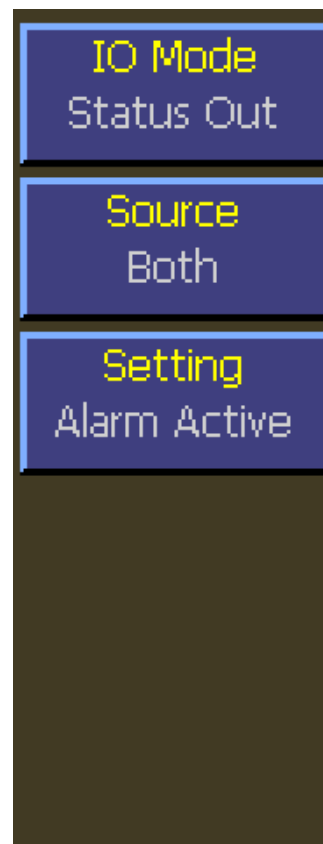 IO Mode
Status Out
Source
Both
Setting
Alarm Active